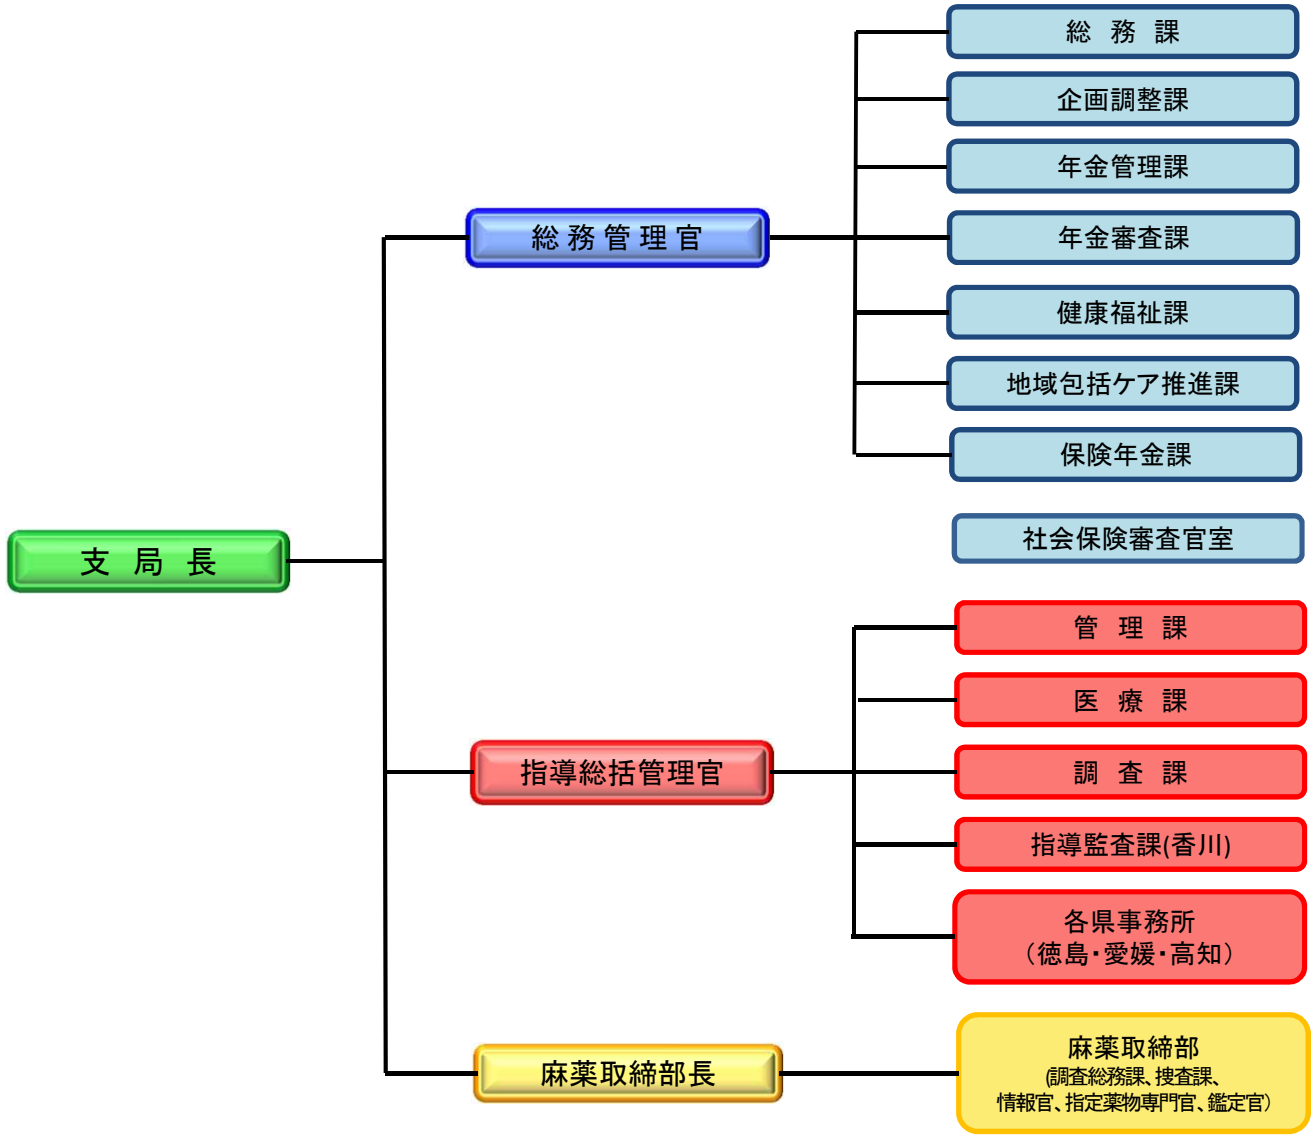 総 務 課
企画調整課
年金管理課
総務管理官
年金審査課
健康福祉課
地域包括ケア推進課
保険年金課
社会保険審査官室
支 局 長
管 理 課
医 療 課
指導総括管理官
調 査 課
指導監査課(香川)
各県事務所
（徳島・愛媛・高知）
麻薬取締部長
麻薬取締部
(調査総務課、捜査課、
情報官、指定薬物専門官、鑑定官）